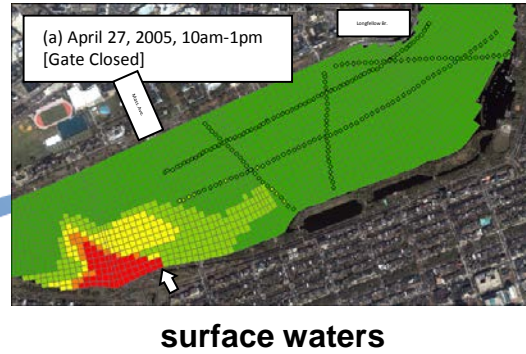 Longfellow Br.
(a) April 27, 2005, 10am-1pm
[Gate Closed]
Mass. Ave.
surface waters